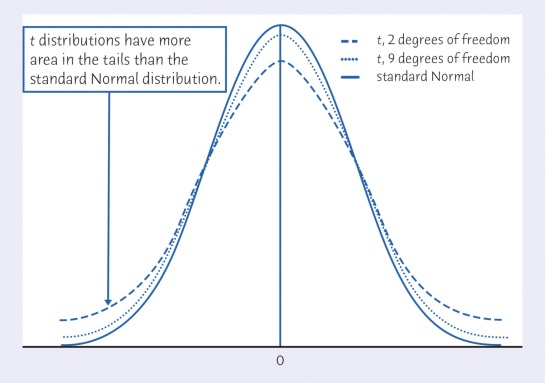 t distributions have more
area in the tails than the
standard Normal distribution.
t, 2 degrees of freedom
t, 9 degrees of freedom
standard Normal
0